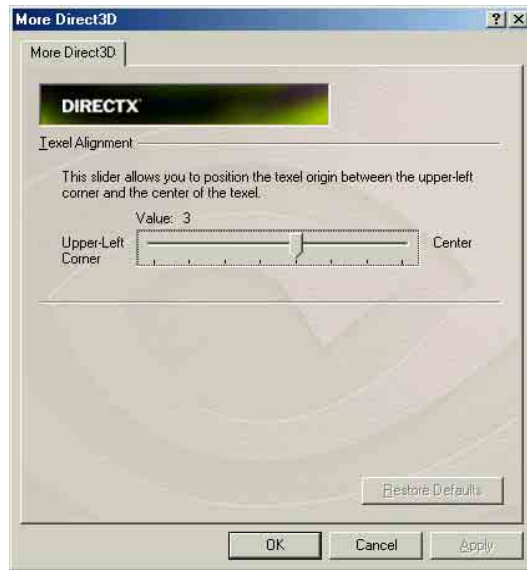 More Direct3D
More Direct3D
DIRECTX
Texel Alignment
This slider allows you to position the texel origin between the upper-left
corner and the center of the texel.
Value: 3
Upper-Left
Corner
Center
Restore Defaults
OK Cancel Apply